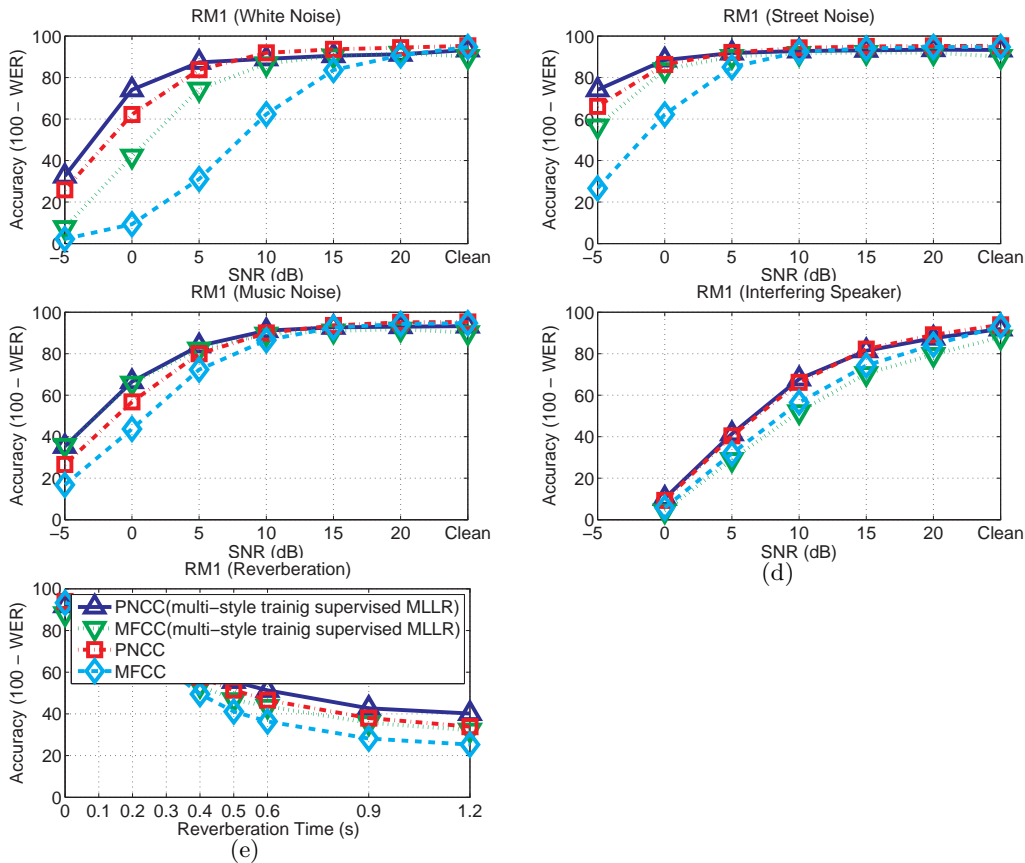 RM1 (White Noise)
100
80
60
40
20
0
Accuracy (100 − WER)
−5
0
5
10
15
20
Clean
SNR (dB)
RM1 (Street Noise)
100
80
60
40
20
0
Accuracy (100 − WER)
−5
0
5
10
15
20
Clean
SNR (dB)
RM1 (Music Noise)
100
80
60
40
20
0
Accuracy (100 − WER)
−5
0
5
10
15
20
Clean
SNR (dB)
RM1 (Interfering Speaker)
100
80
60
40
20
0
Accuracy (100 − WER)
−5
0
5
10
15
20
Clean
SNR (dB)
(d)
RM1 (Reverberation)
100
80
60
40
20
0
Accuracy (100 − WER)
PNCC(multi−style trainig supervised MLLR)
MFCC(multi−style trainig supervised MLLR)
PNCC
MFCC
0
0.1
0.2
0.3
0.4
0.5
0.6
0.9
1.2
Reverberation Time (s)
(e)